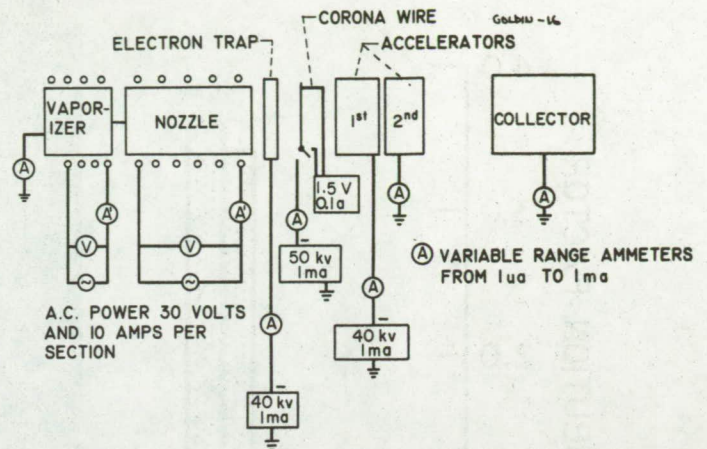 CORONA WIRE
GOLDIN-16
ELECTRON TRAP
ACCELERATORS
VAPOR-
IZER
NOZZLE
1st
2nd
COLLECTOR
A
A'
A'
V
V
A
A
A
A
A
A
1.5 V
0.1a
50 kv
1ma
40 kv
1ma
40 kv
1ma
A VARIABLE RANGE AMMETERS
FROM 1ua TO 1ma
A.C. POWER 30 VOLTS
AND 10 AMPS PER
SECTION